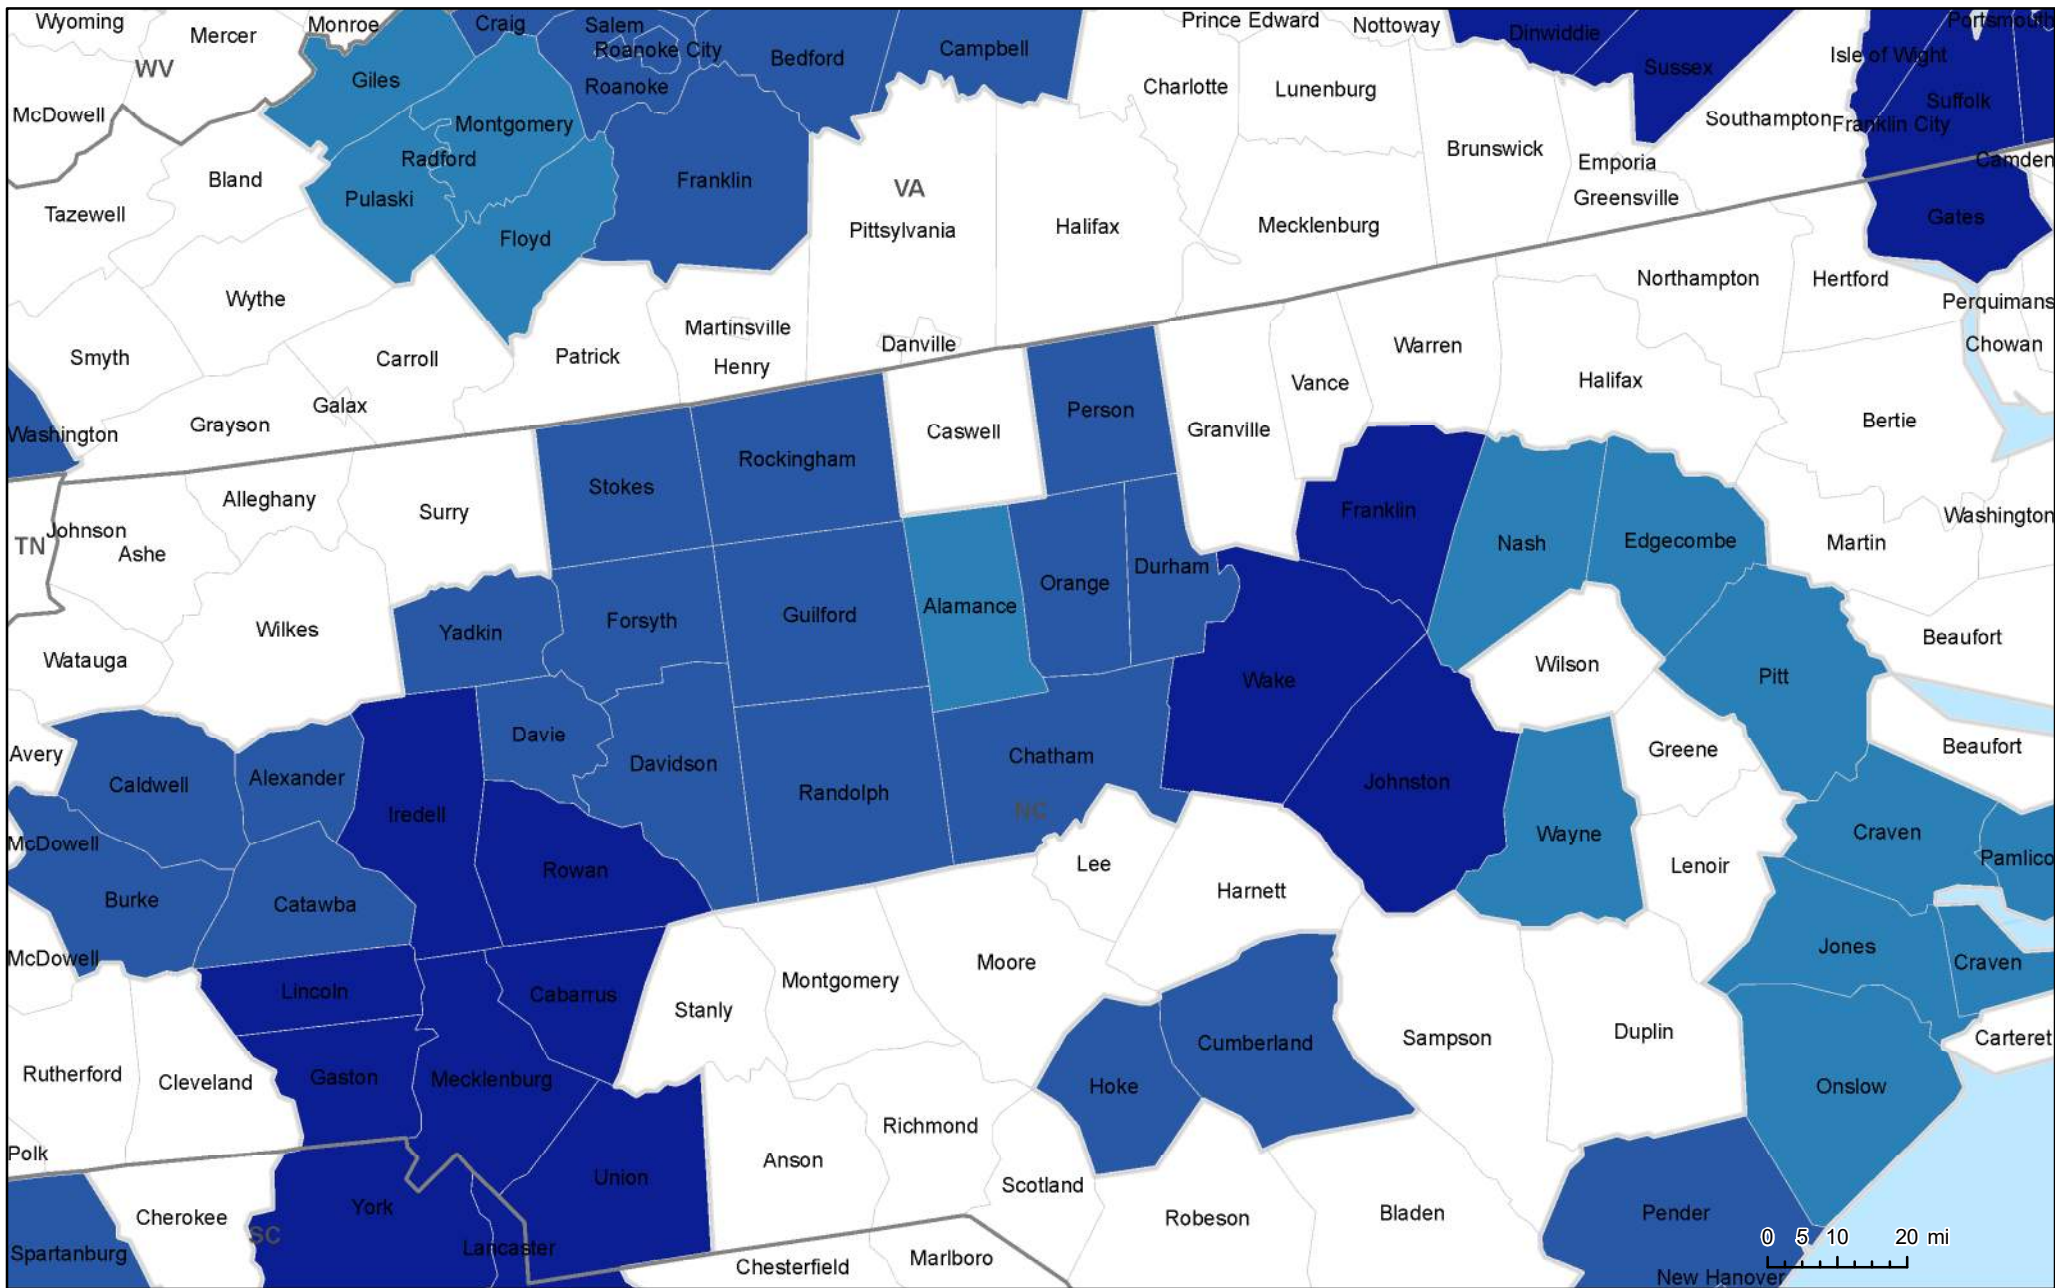 Wyoming
Mercer
Monroe
Craig
Salem
Roanoke City
Roanoke
Bedford
Campbell
Prince Edward
Nottoway
Dinwiddie
Sussex
Isle of Wight
Portsmouth
WV
Giles
McDowell
Charlotte
Lunenburg
Suffolk
Southampton
Franklin City
Montgomery
Radford
Brunswick
Emporia
Greensville
Camden
Bland
Pulaski
Franklin
VA
Tazewell
Floyd
Pittsylvania
Halifax
Mecklenburg
Gates
Wythe
Northampton
Hertford
Perquimans
Martinsville
Henry
Danville
Chowan
Smyth
Carroll
Patrick
Warren
Vance
Halifax
Galax
Grayson
Washington
Person
Caswell
Granville
Bertie
Rockingham
Stokes
Alleghany
Surry
Franklin
Nash
Edgecombe
Washington
Martin
TN
Johnson
Ashe
Durham
Orange
Alamance
Guilford
Forsyth
Yadkin
Wilkes
Watauga
Wake
Wilson
Pitt
Beaufort
Davie
Davidson
Chatham
Greene
Beaufort
Avery
Caldwell
Alexander
Iredell
Randolph
NC
Johnston
Wayne
Craven
McDowell
Pamlico
Rowan
Lee
Harnett
Lenoir
Burke
Catawba
Jones
McDowell
Moore
Craven
Montgomery
Lincoln
Cabarrus
Stanly
Cumberland
Sampson
Duplin
Carteret
Rutherford
Cleveland
Gaston
Mecklenburg
Hoke
Onslow
Richmond
Polk
Anson
Union
Scotland
York
Cherokee
SC
Robeson
Bladen
Pender
Spartanburg
Lancaster
Chesterfield
Marlboro
New Hanover
0 5 10 20 mi